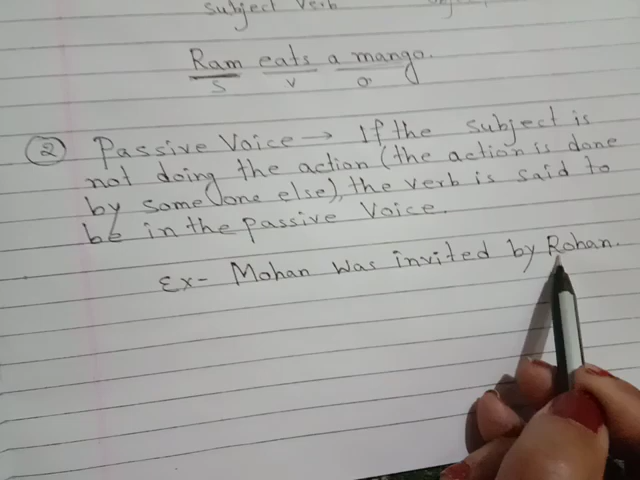 Subject Verb
Ram eats a mango.
S V O
② Passive Voice → If the subject is
not doing the action (the action is done
by some one else), the verb is said to
be in the passive Voice.
Ex- Mohan was invited by Rohan.